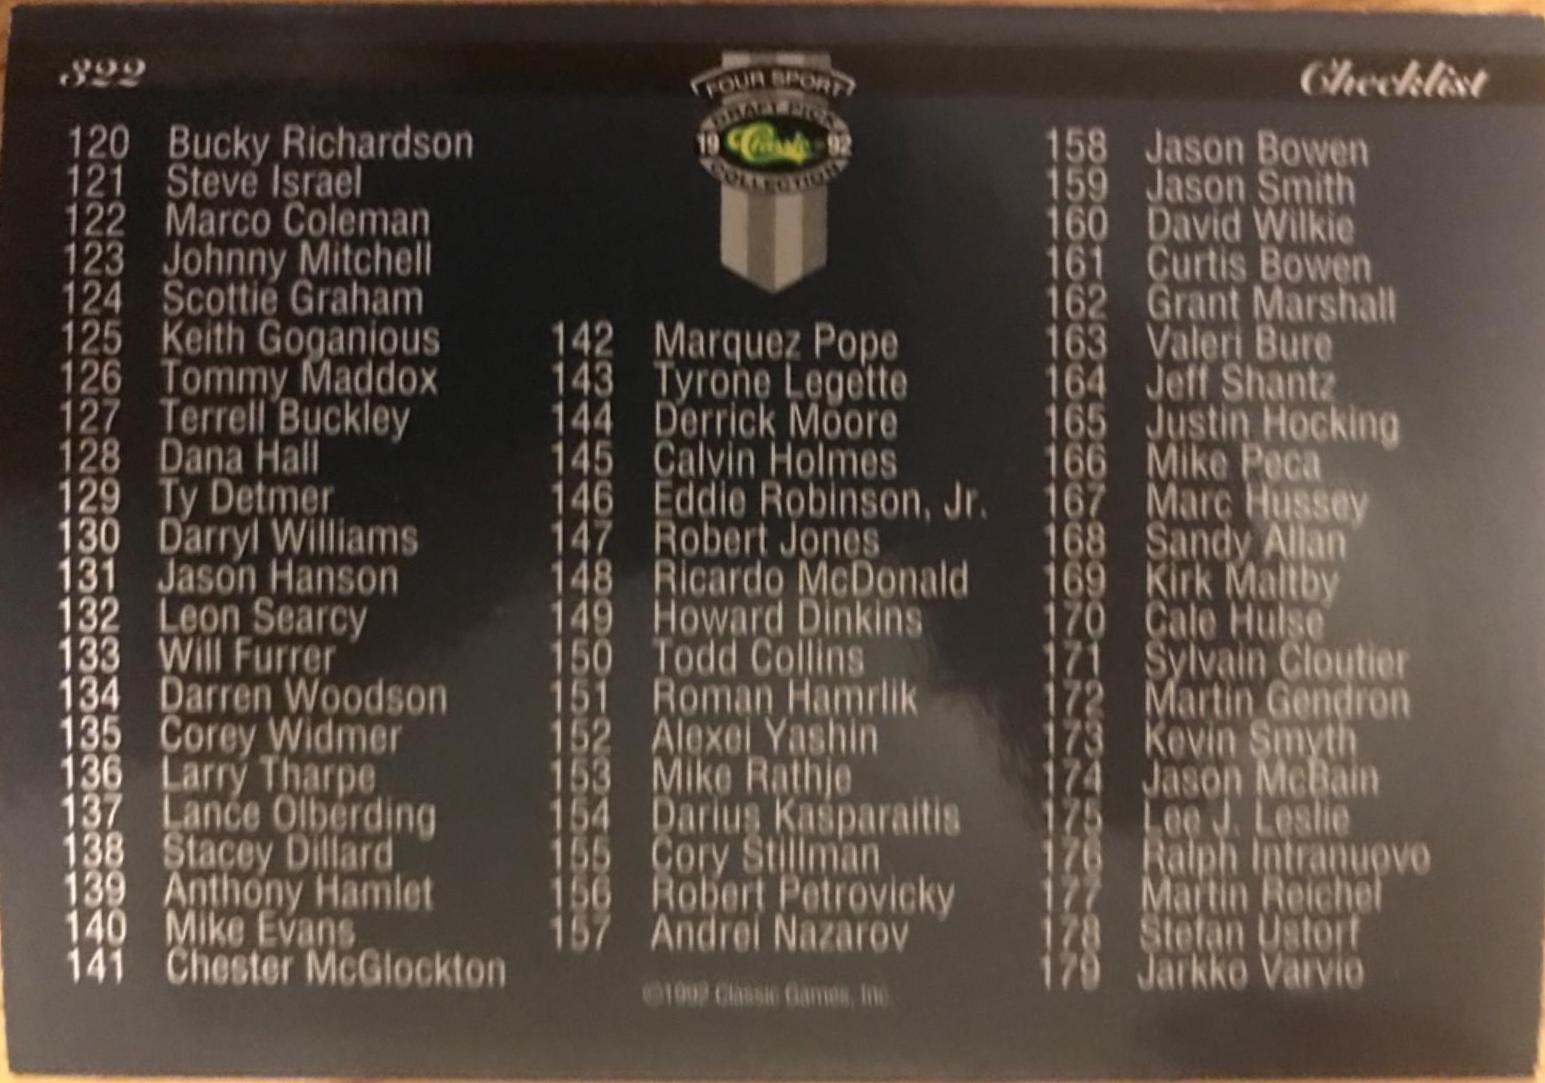 322
Checklist
FOUR SPORT
DRAFT PICK
19 Classic 92
COLLECTION
120 Bucky Richardson
121 Steve Israel
122 Marco Coleman
123 Johnny Mitchell
124 Scottie Graham
125 Keith Goganious
126 Tommy Maddox
127 Terrell Buckley
128 Dana Hall
129 Ty Detmer
130 Darryl Williams
131 Jason Hanson
132 Leon Searcy
133 Will Furrer
134 Darren Woodson
135 Corey Widmer
136 Larry Tharpe
137 Lance Olberding
138 Stacey Dillard
139 Anthony Hamlet
140 Mike Evans
141 Chester McGlockton
142 Marquez Pope
143 Tyrone Legette
144 Derrick Moore
145 Calvin Holmes
146 Eddie Robinson, Jr.
147 Robert Jones
148 Ricardo McDonald
149 Howard Dinkins
150 Todd Collins
151 Roman Hamrlik
152 Alexei Yashin
153 Mike Rathje
154 Darius Kasparaitis
155 Cory Stillman
156 Robert Petrovicky
157 Andrei Nazarov
©1992 Classic Games, Inc.
158 Jason Bowen
159 Jason Smith
160 David Wilkie
161 Curtis Bowen
162 Grant Marshall
163 Valeri Bure
164 Jeff Shantz
165 Justin Hocking
166 Mike Peca
167 Marc Hussey
168 Sandy Allan
169 Kirk Maltby
170 Cale Hulse
171 Sylvain Cloutier
172 Martin Gendron
173 Kevin Smyth
174 Jason McBain
175 Lee J. Leslie
176 Ralph Intranuovo
177 Martin Reichel
178 Stefan Ustorf
179 Jarkko Varvio